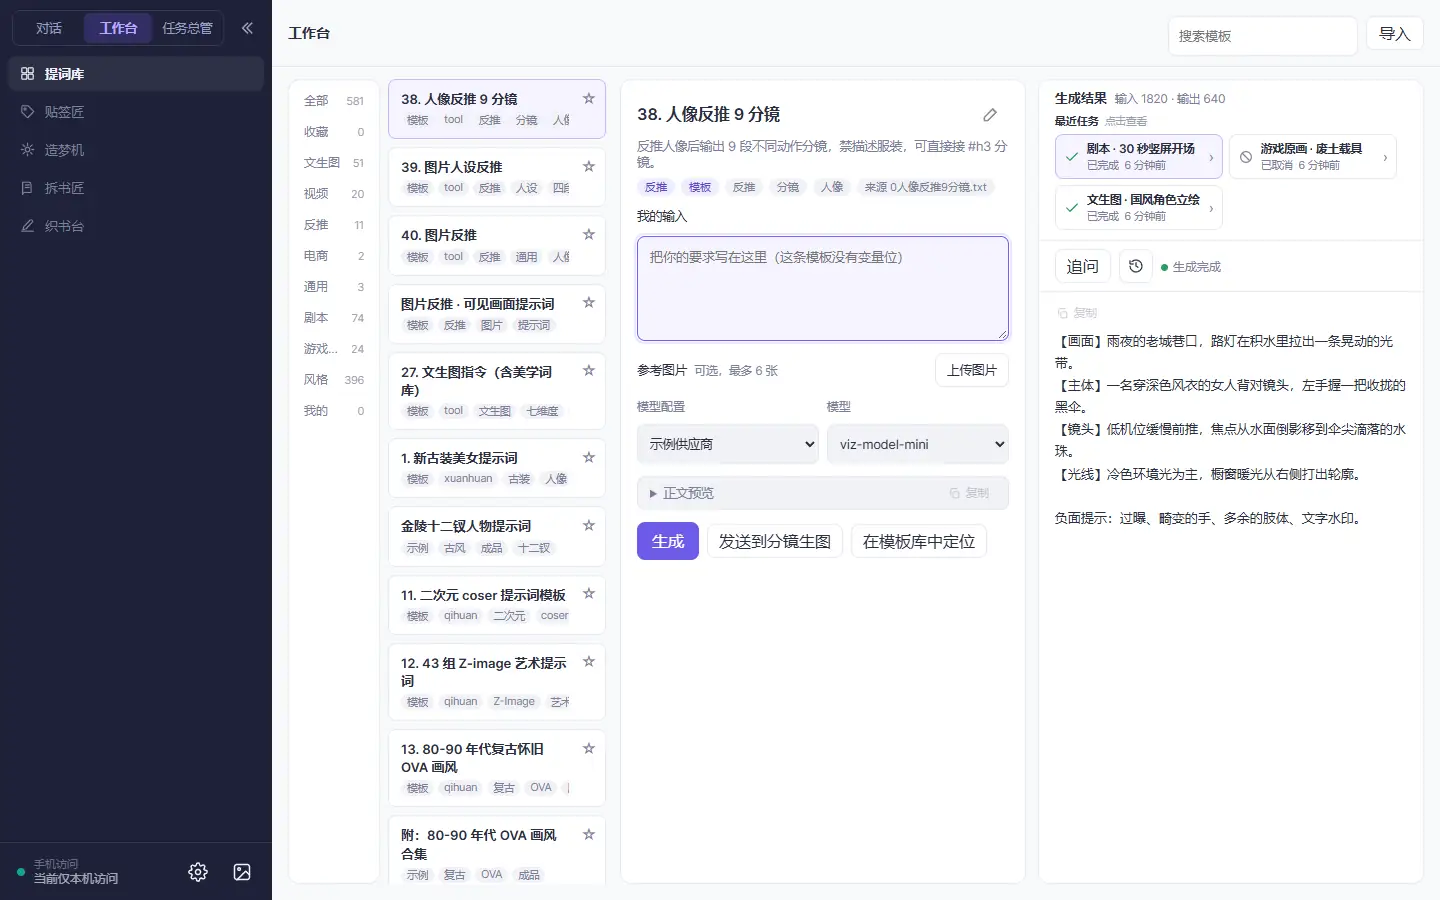 对话
工作台
任务总管
提词库
贴签匠
造梦机
拆书匠
织书台
手机访问
当前仅本机访问
工作台
搜索模板
导入
全部 581
收藏 0
文生图 51
视频 20
反推 11
电商 2
通用 3
剧本 74
游戏... 24
风格 396
我的 0
38. 人像反推 9 分镜
模板 tool 反推 分镜
39. 图片人设反推
模板 tool 反推 人设
40. 图片反推
模板 tool 反推 通用
图片反推 · 可见画面提示词
模板 反推 图片 提示词
27. 文生图指令（含美学词
库）
模板 tool 文生图 七维度
1. 新古装美女提示词
模板 xuanhuan 古装 人像
金陵十二钗人物提示词
示例 古风 成品 十二钗
11. 二次元 coser 提示词模板
模板 qihuan 二次元 coser
12. 43 组 Z-image 艺术提示
词
模板 qihuan Z-Image 艺术
13. 80-90 年代复古怀旧
OVA 画风
模板 qihuan 复古 OVA
附：80-90 年代 OVA 画风
合集
示例 复古 OVA 成品
38. 人像反推 9 分镜
反推人像后输出 9 段不同动作分镜，禁描述服装，可直接接 #h3 分
镜。
反推 模板 反推 分镜 人像 来源 0人像反推9分镜.txt
我的输入
把你的要求写在这里（这条模板没有变量位）
参考图片 可选，最多 6 张
上传图片
模型配置 模型
示例供应商 viz-model-mini
正文预览 复制
生成 发送到分镜生图 在模板库中定位
生成结果 输入 1820 · 输出 640
最近任务 点击查看
剧本 · 30 秒竖屏开场
已完成 6 分钟前
游戏原画 · 废土载具
已取消 6 分钟前
文生图 · 国风角色立绘
已完成 6 分钟前
追问 生成完成
复制
【画面】雨夜的老城巷口，路灯在积水里拉出一条晃动的光
带。
【主体】一名穿深色风衣的女人背对镜头，左手握一把收拢的
黑伞。
【镜头】低机位缓慢前推，焦点从水面倒影移到伞尖滴落的水
珠。
【光线】冷色环境光为主，橱窗暖光从右侧打出轮廓。
负面提示：过曝、畸变的手、多余的肢体、文字水印。